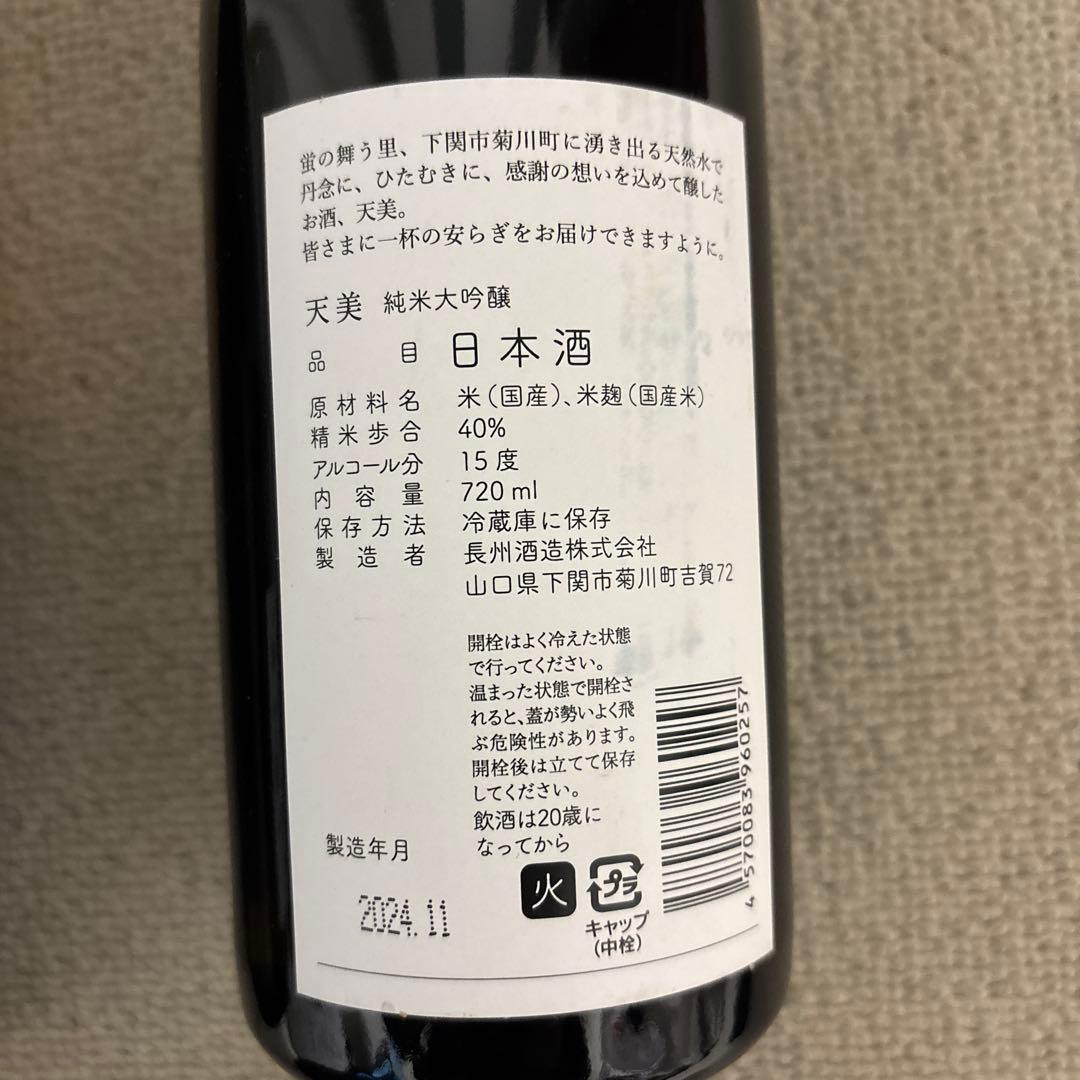 蛍の舞う里、下関市菊川町に湧き出る天然水で
丹念に、ひたむきに、感謝の想いを込めて醸した
お酒、天美。
皆さまに一杯の安らぎをお届けできますように。
天美 純米大吟醸
品目 日本酒
原材料名 米(国産)、米麹(国産米)
精米歩合 40%
アルコール分 15度
内容量 720ml
保存方法 冷蔵庫に保存
製造者 長州酒造株式会社
山口県下関市菊川町吉賀72
開栓はよく冷えた状態
で行ってください。
温まった状態で開栓さ
れると、蓋が勢いよく飛
ぶ危険性があります。
開栓後は立てて保存
してください。
飲酒は20歳に
なってから
製造年月
2024.11
火
プラ
キャップ
(中栓)
4570083960257